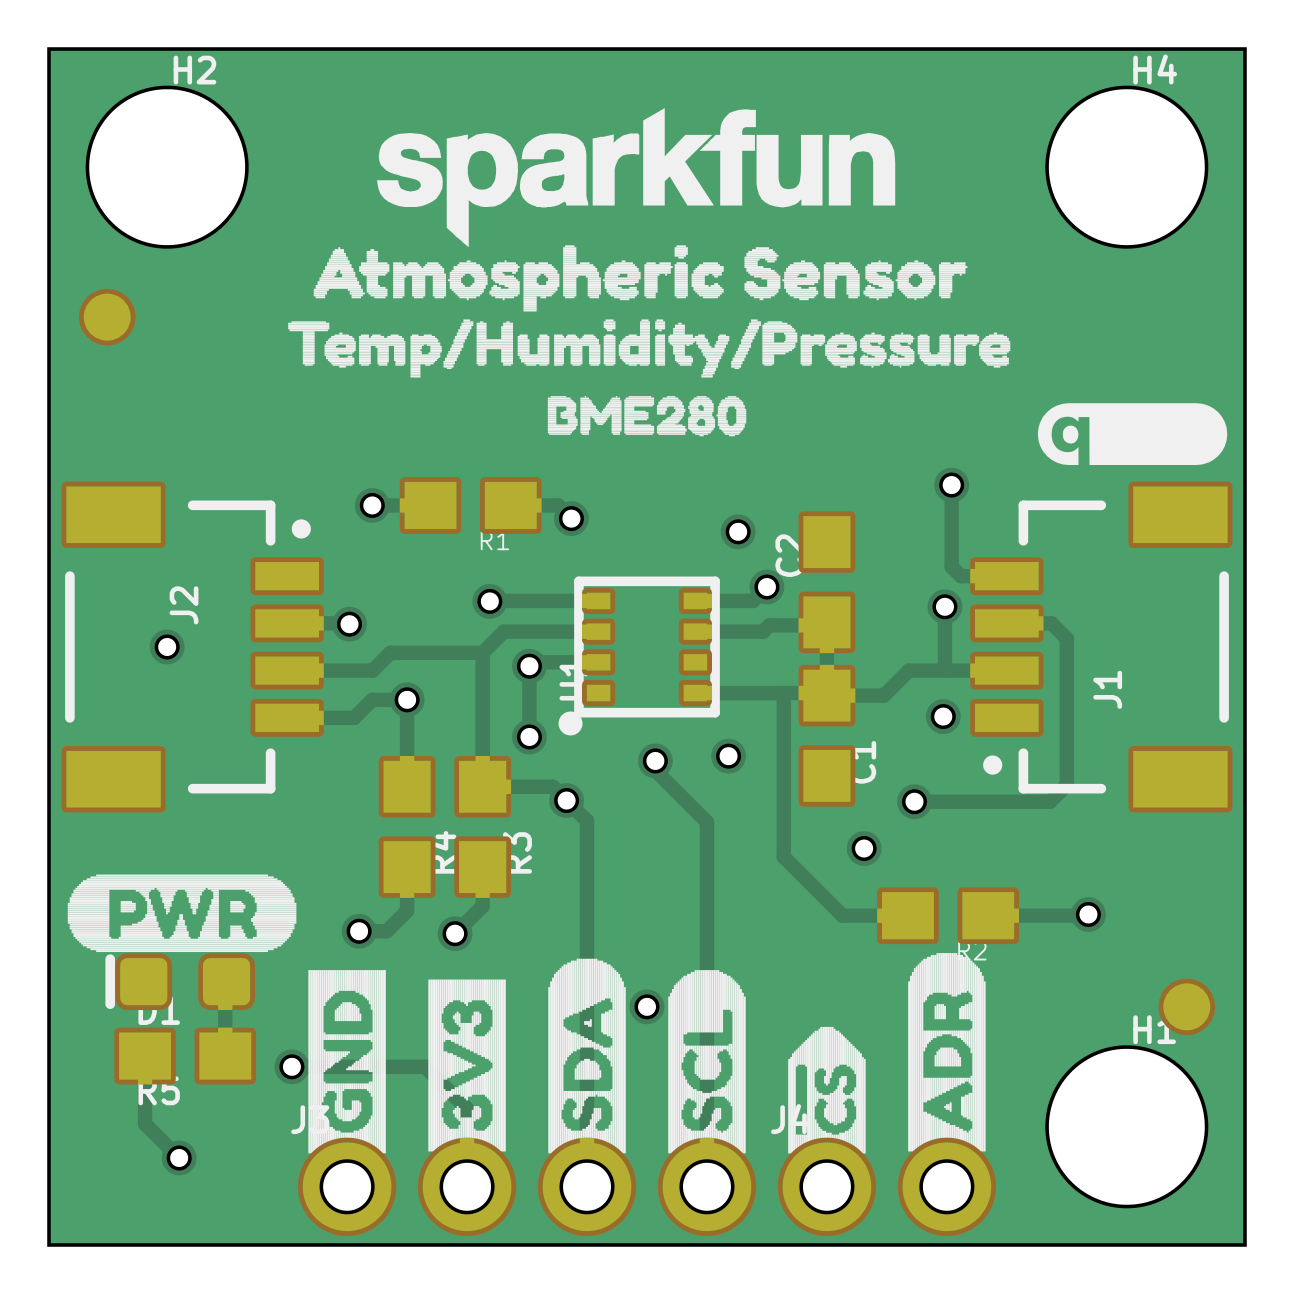 H2
H4
sparkfun
Atmospheric Sensor
Temp/Humidity/Pressure
BME280
q
R1
C2
J2
U1
J1
C1
R4
R3
PWR
R2
D1
H1
R5
GND
3V3
SDA
SCL
CS
ADR
J3
J4